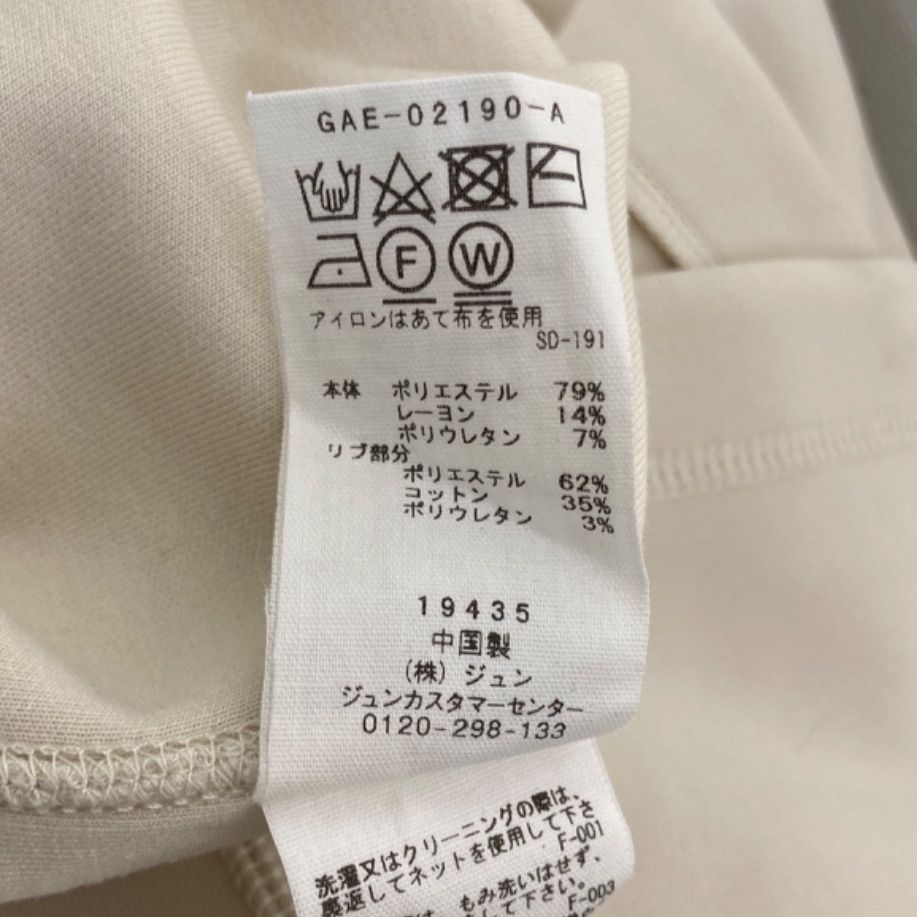 GAE-02190-A
F W
アイロンはあて布を使用
SD-191
本体 ポリエステル 79%
レーヨン 14%
ポリウレタン 7%
リブ部分
ポリエステル 62%
コットン 35%
ポリウレタン 3%
19435
中国製
(株)ジュン
ジュンカスタマーセンター
0120-298-133
洗濯又はクリーニングの際は、
裏返してネットを使用して下さ
F-001
は、もみ洗いはせず、
して下さい。
F-003